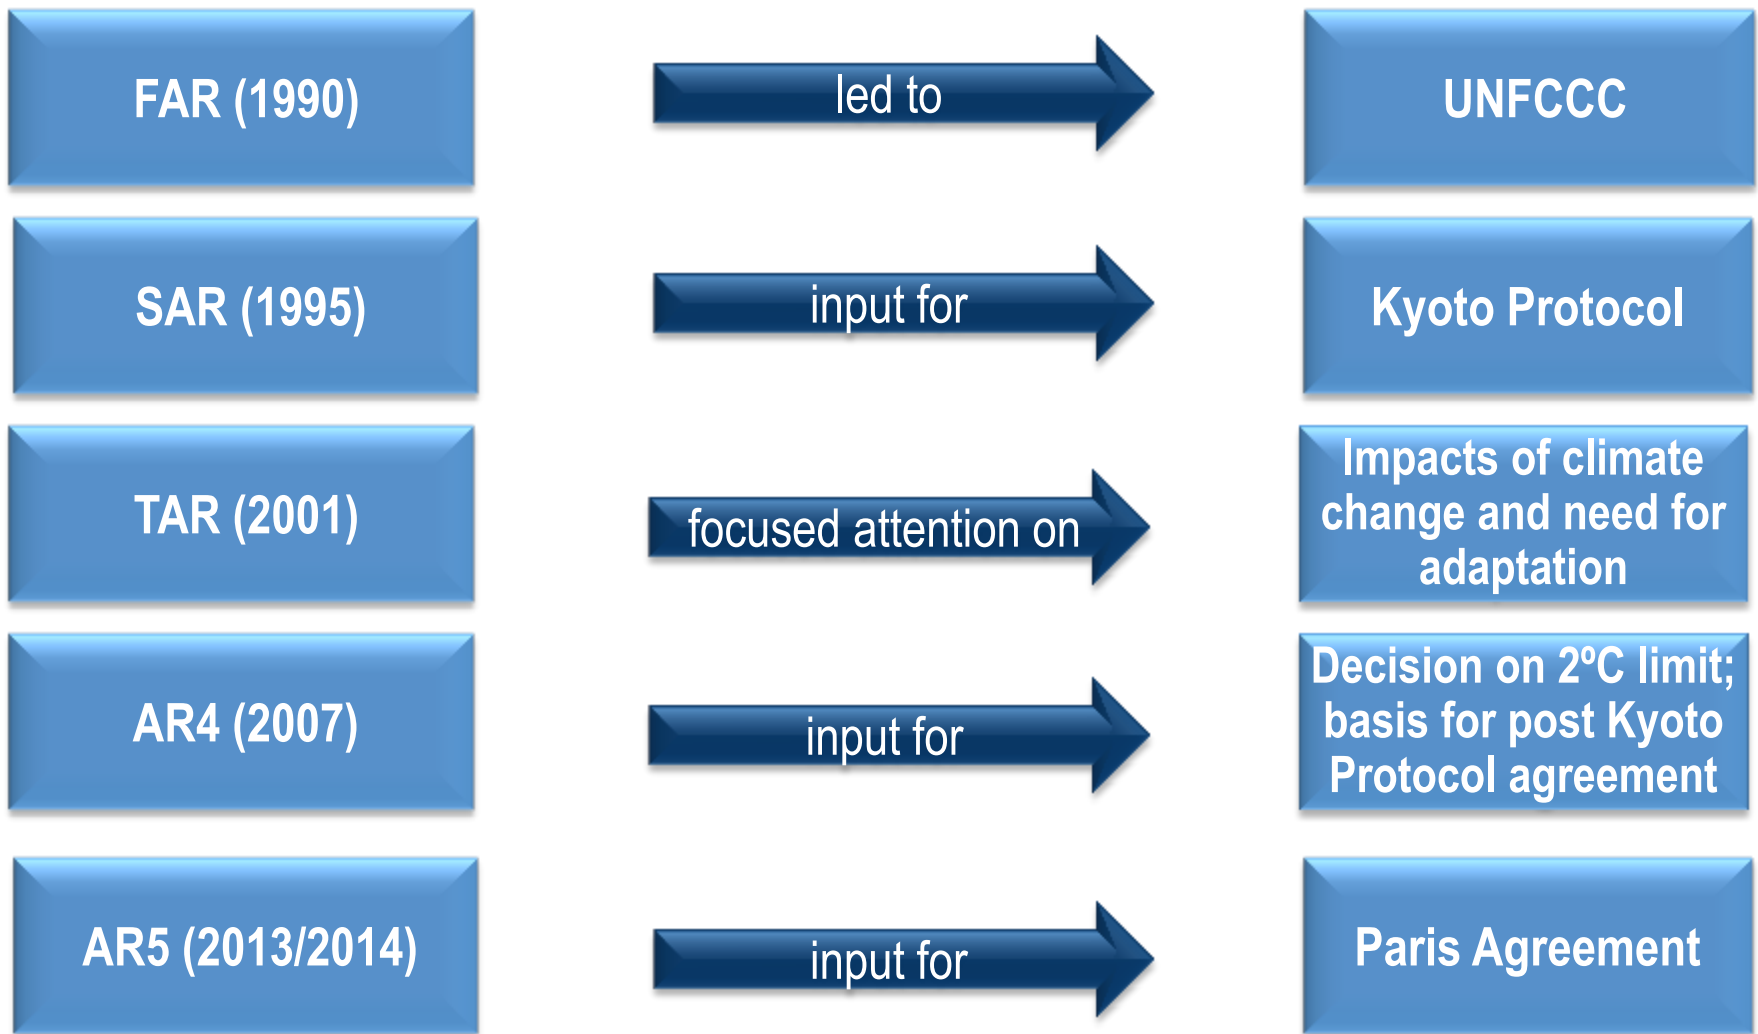 FAR (1990)
led to
UNFCCC
SAR (1995)
input for
Kyoto Protocol
TAR (2001)
focused attention on
Impacts of climate
change and need for
adaptation
AR4 (2007)
input for
Decision on 2ºC limit;
basis for post Kyoto
Protocol agreement
AR5 (2013/2014)
input for
Paris Agreement